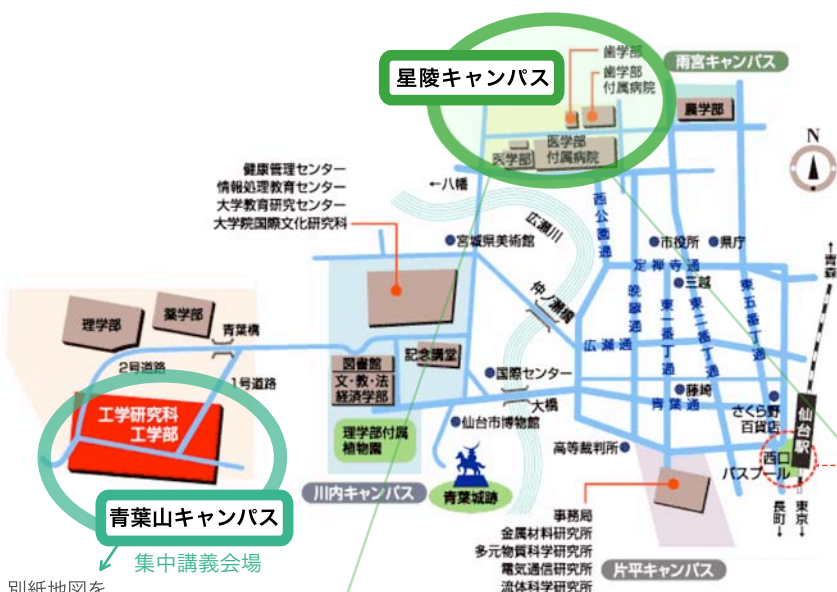 歯学部
星陵キャンパス
雨宮キャンパス
歯学部
付属病院
農学部
医学部
医学部
付属病院
N
健康管理センター
情報処理教育センター
大学教育研究センター
大学院国際文化研究科
←八幡
西公園通
広瀬川
宮城県美術館
市役所
県庁
←青森
定禅寺通
三越
仲ノ瀬橋
晩翠通
東一番丁通
東二番丁通
東五番丁通
理学部
薬学部
青葉橋
広瀬通
2号道路
1号道路
図書館
記念講堂
文・教・法
経済学部
国際センター
大橋
藤崎
青葉通
さくら野
百貨店
仙台駅
工学研究科
工学部
理学部付属
植物園
仙台市博物館
高等裁判所
西口
バスプール
川内キャンパス
青葉城跡
青葉山キャンパス
集中講義会場
事務局
金属材料研究所
多元物質科学研究所
電気通信研究所
流体科学研究所
片平キャンパス
長町→
東京→
別紙地図を